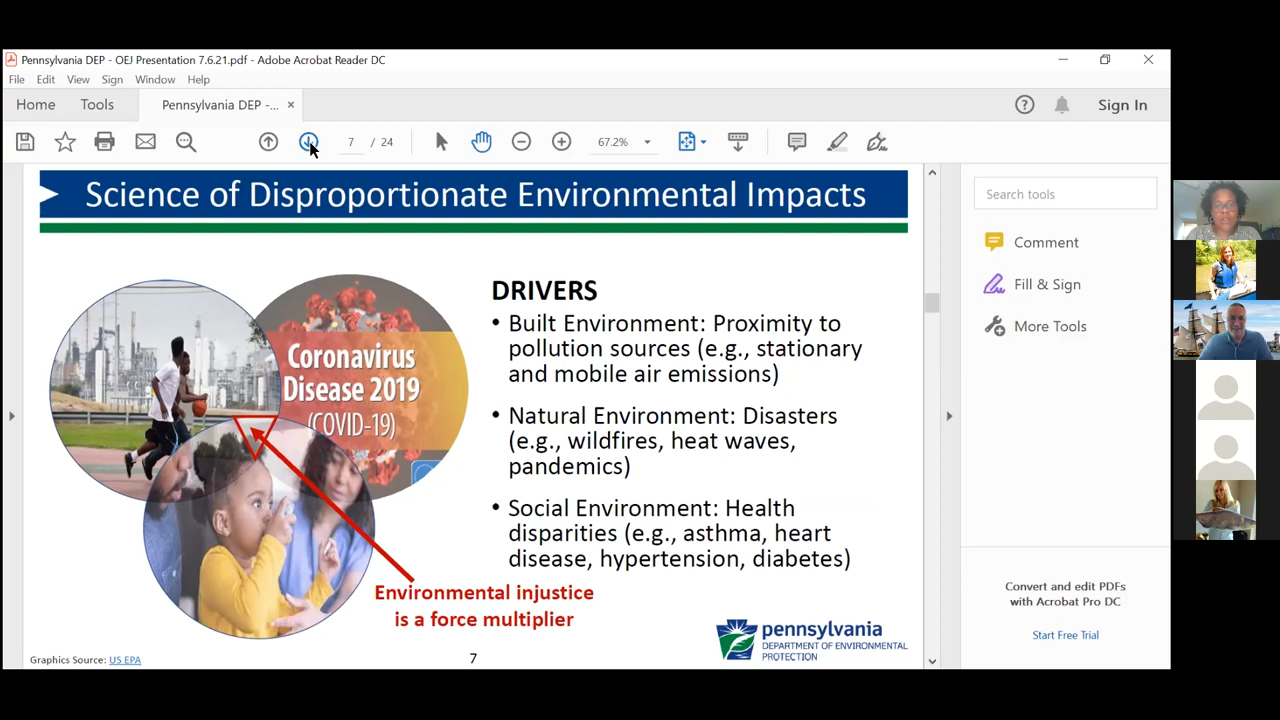 Pennsylvania DEP - OEJ Presentation 7.6.21.pdf - Adobe Acrobat Reader DC
File Edit View Sign Window Help
Home Tools Pennsylvania DEP -... ×
Sign In
7 / 24
67.2%
Science of Disproportionate Environmental Impacts
Search tools
Comment
Fill & Sign
More Tools
Coronavirus
Disease 2019
(COVID-19)
DRIVERS
• Built Environment: Proximity to
pollution sources (e.g., stationary
and mobile air emissions)
• Natural Environment: Disasters
(e.g., wildfires, heat waves,
pandemics)
• Social Environment: Health
disparities (e.g., asthma, heart
disease, hypertension, diabetes)
Environmental injustice
is a force multiplier
pennsylvania
DEPARTMENT OF ENVIRONMENTAL
PROTECTION
Graphics Source: US EPA
7
Convert and edit PDFs
with Acrobat Pro DC
Start Free Trial